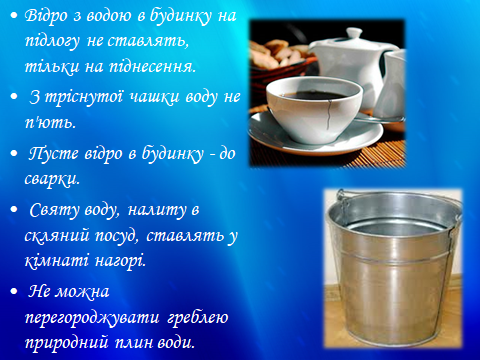 • Відро з водою в будинку на
підлогу не ставлять,
тільки на піднесення.
• З тріснутої чашки воду не
п'ють.
• Пусте відро в будинку - до
сварки.
• Святу воду, налиту в
скляний посуд, ставлять у
кімнаті нагорі.
• Не можна
перегороджувати греблею
природний плин води.